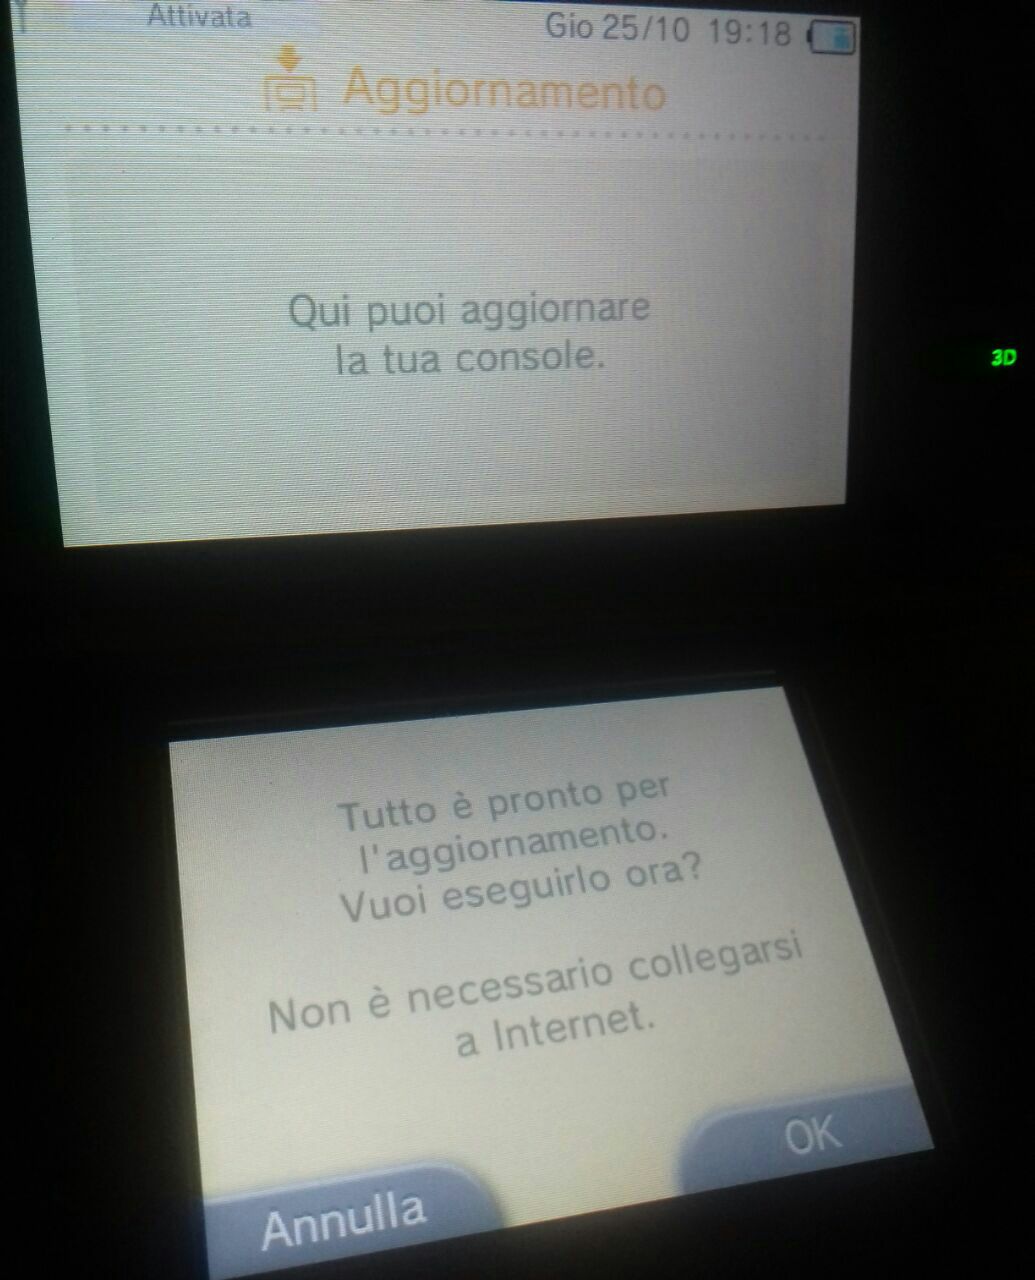 Attivata
Gio 25/10 19:18
Aggiornamento
Qui puoi aggiornare
la tua console.
3D
Tutto è pronto per
l'aggiornamento.
Vuoi eseguirlo ora?
Non è necessario collegarsi
a Internet.
Annulla
OK